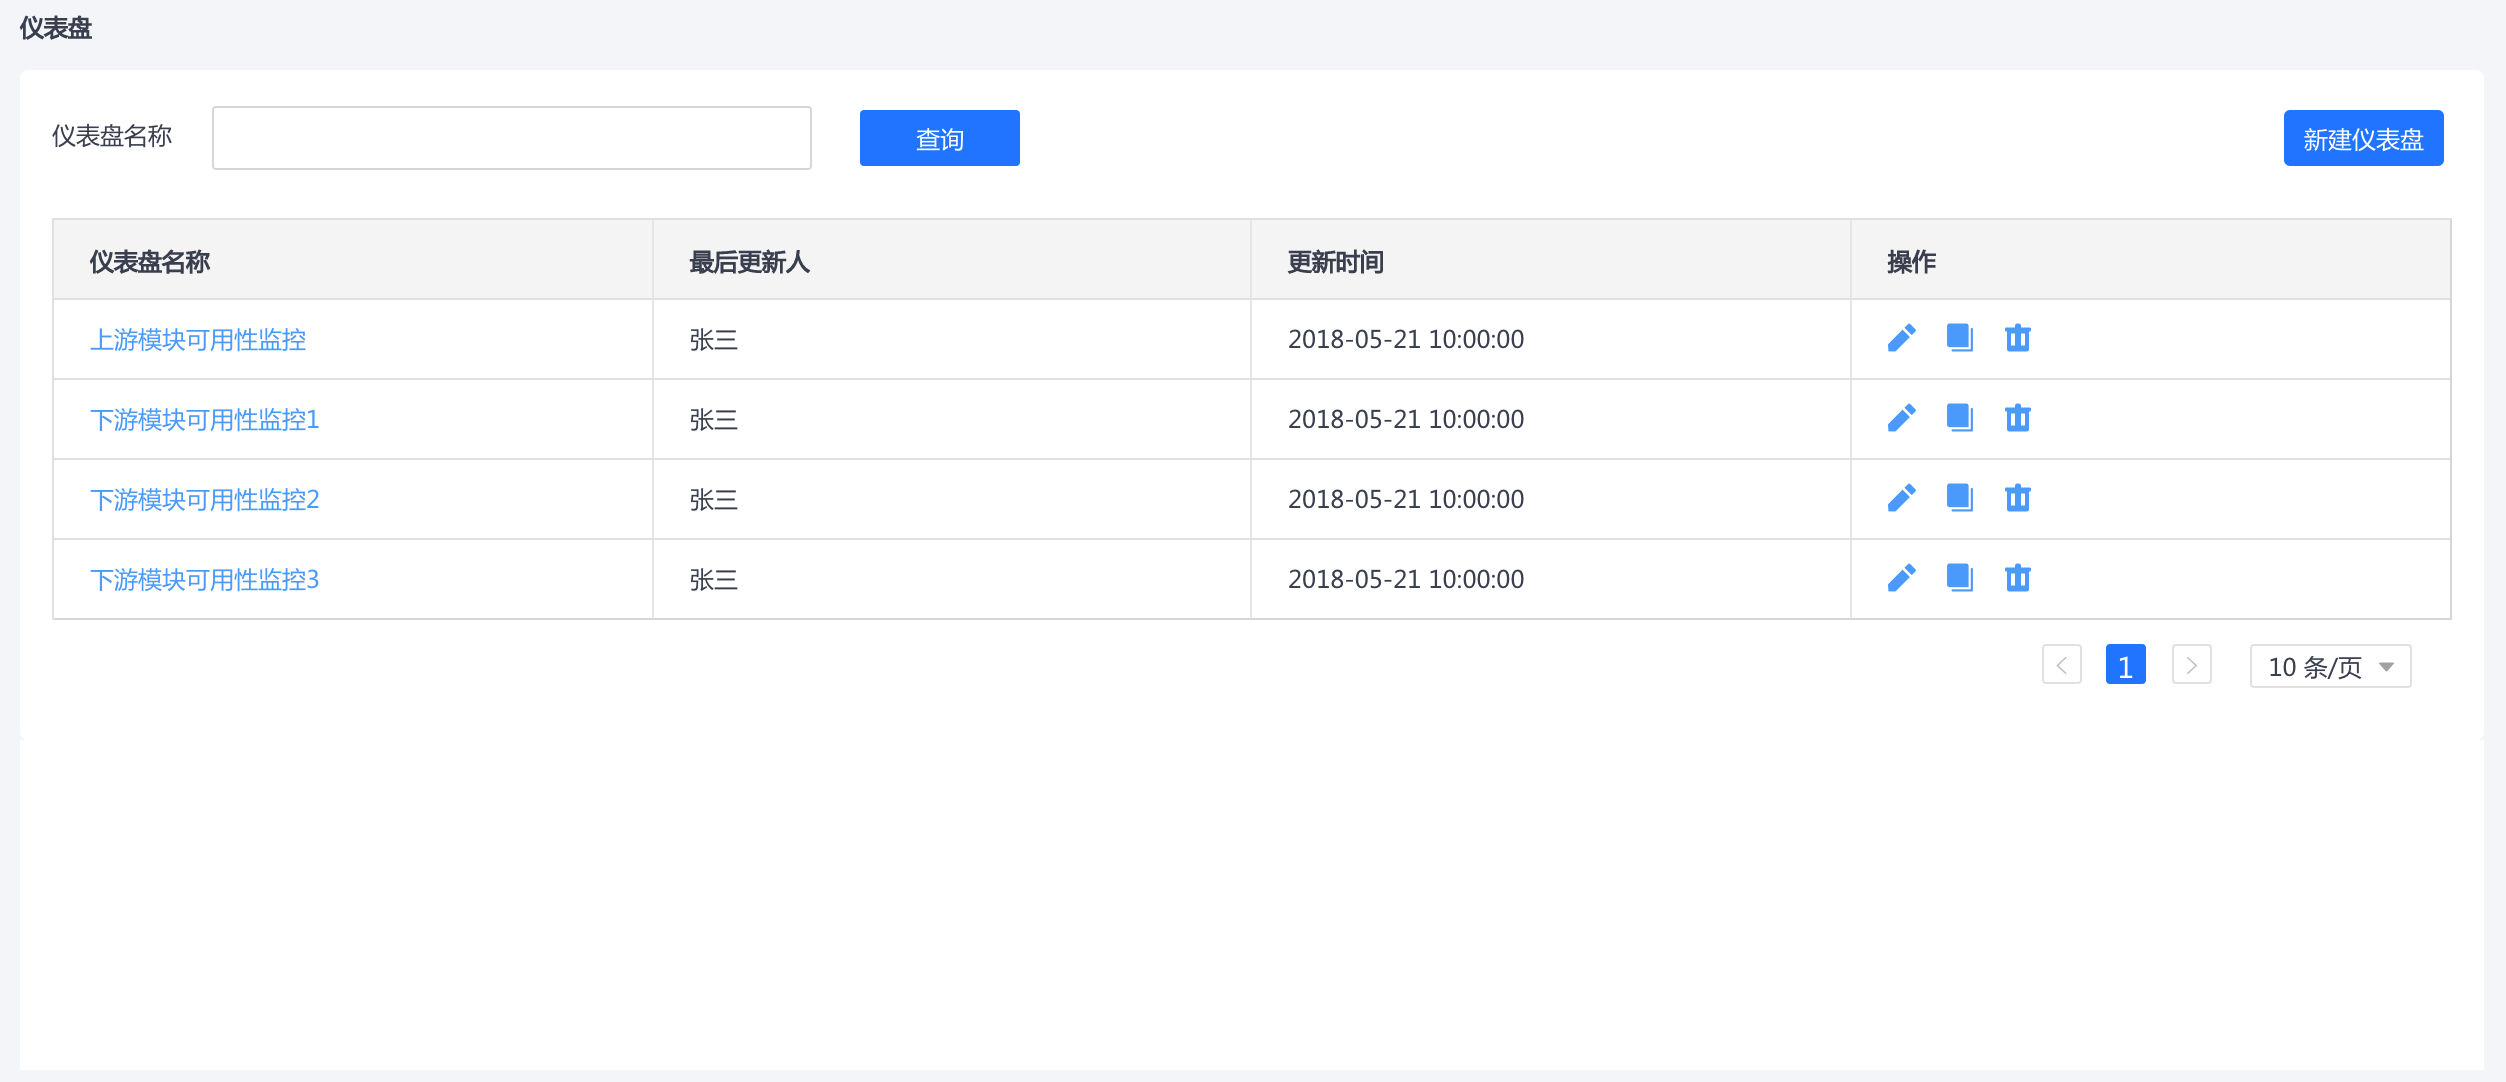 仪表盘
仪表盘名称 查询 新建仪表盘
仪表盘名称 最后更新人 更新时间 操作
上游模块可用性监控 张三 2018-05-21 10:00:00
下游模块可用性监控1 张三 2018-05-21 10:00:00
下游模块可用性监控2 张三 2018-05-21 10:00:00
下游模块可用性监控3 张三 2018-05-21 10:00:00
1 10 条/页